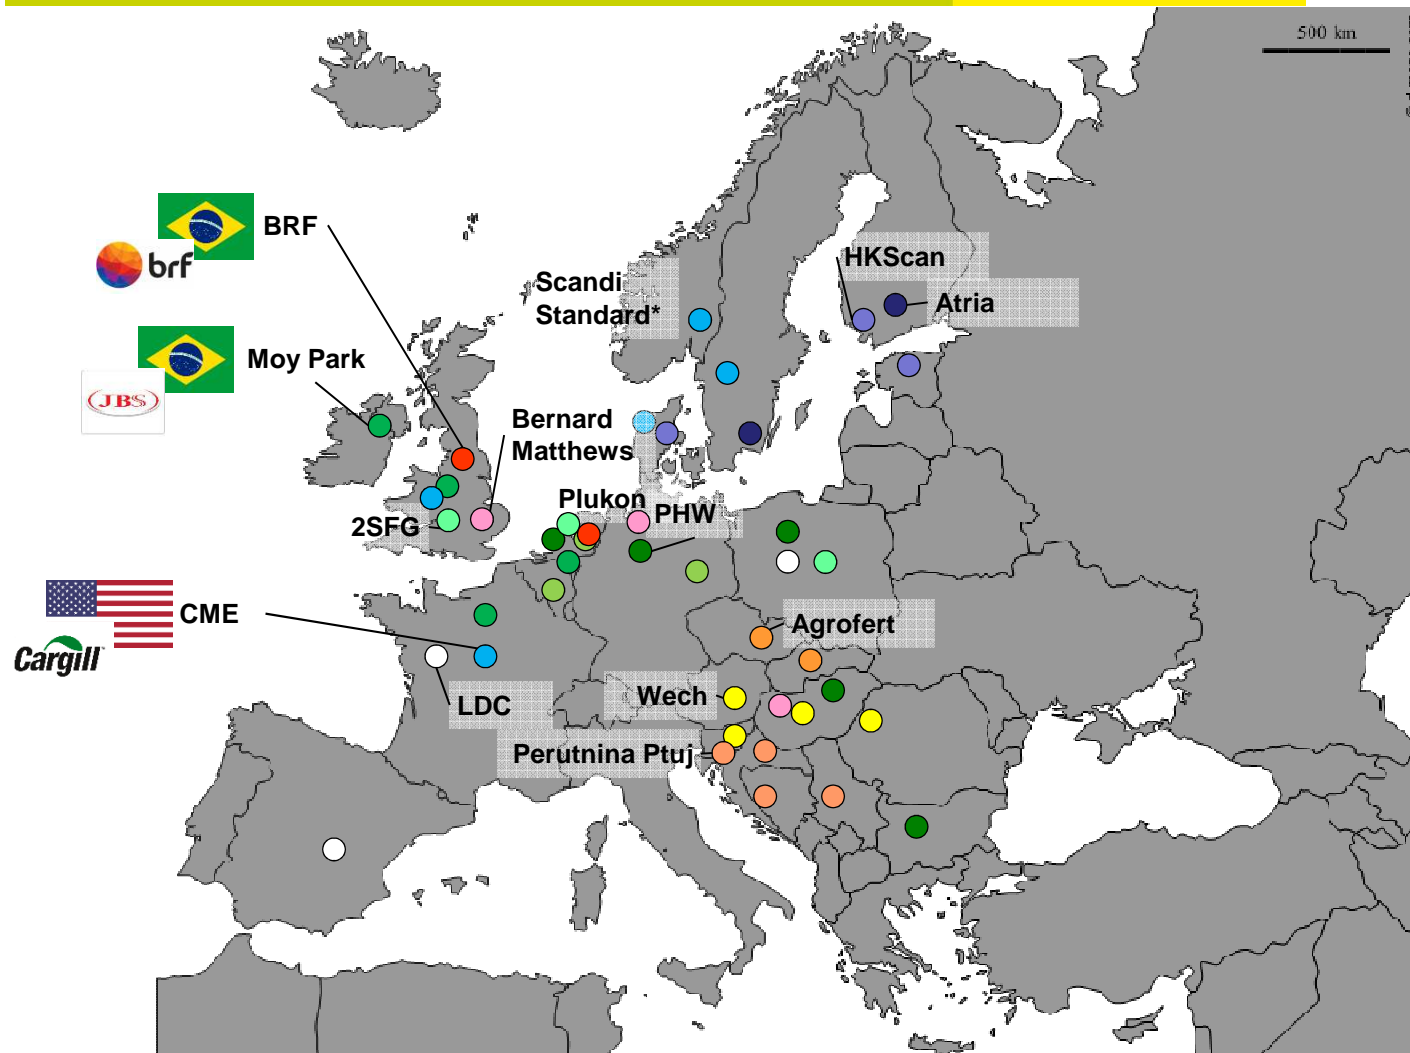 500 km
BRF
brf
HKScan
Scandi
Standard*
Atria
Moy Park
JBS
Bernard
Matthews
Plukon
PHW
2SFG
CME
Cargill
Agrofert
Wech
LDC
Perutnina Ptuj